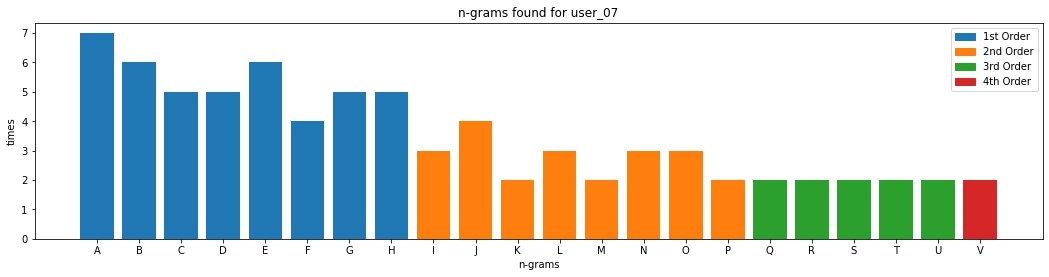 n-grams found for user_07
1st Order
2nd Order
3rd Order
4th Order
times
7
6
5
4
3
2
1
0
A B C D E F G H I J K L M N O P Q R S T U V
n-grams